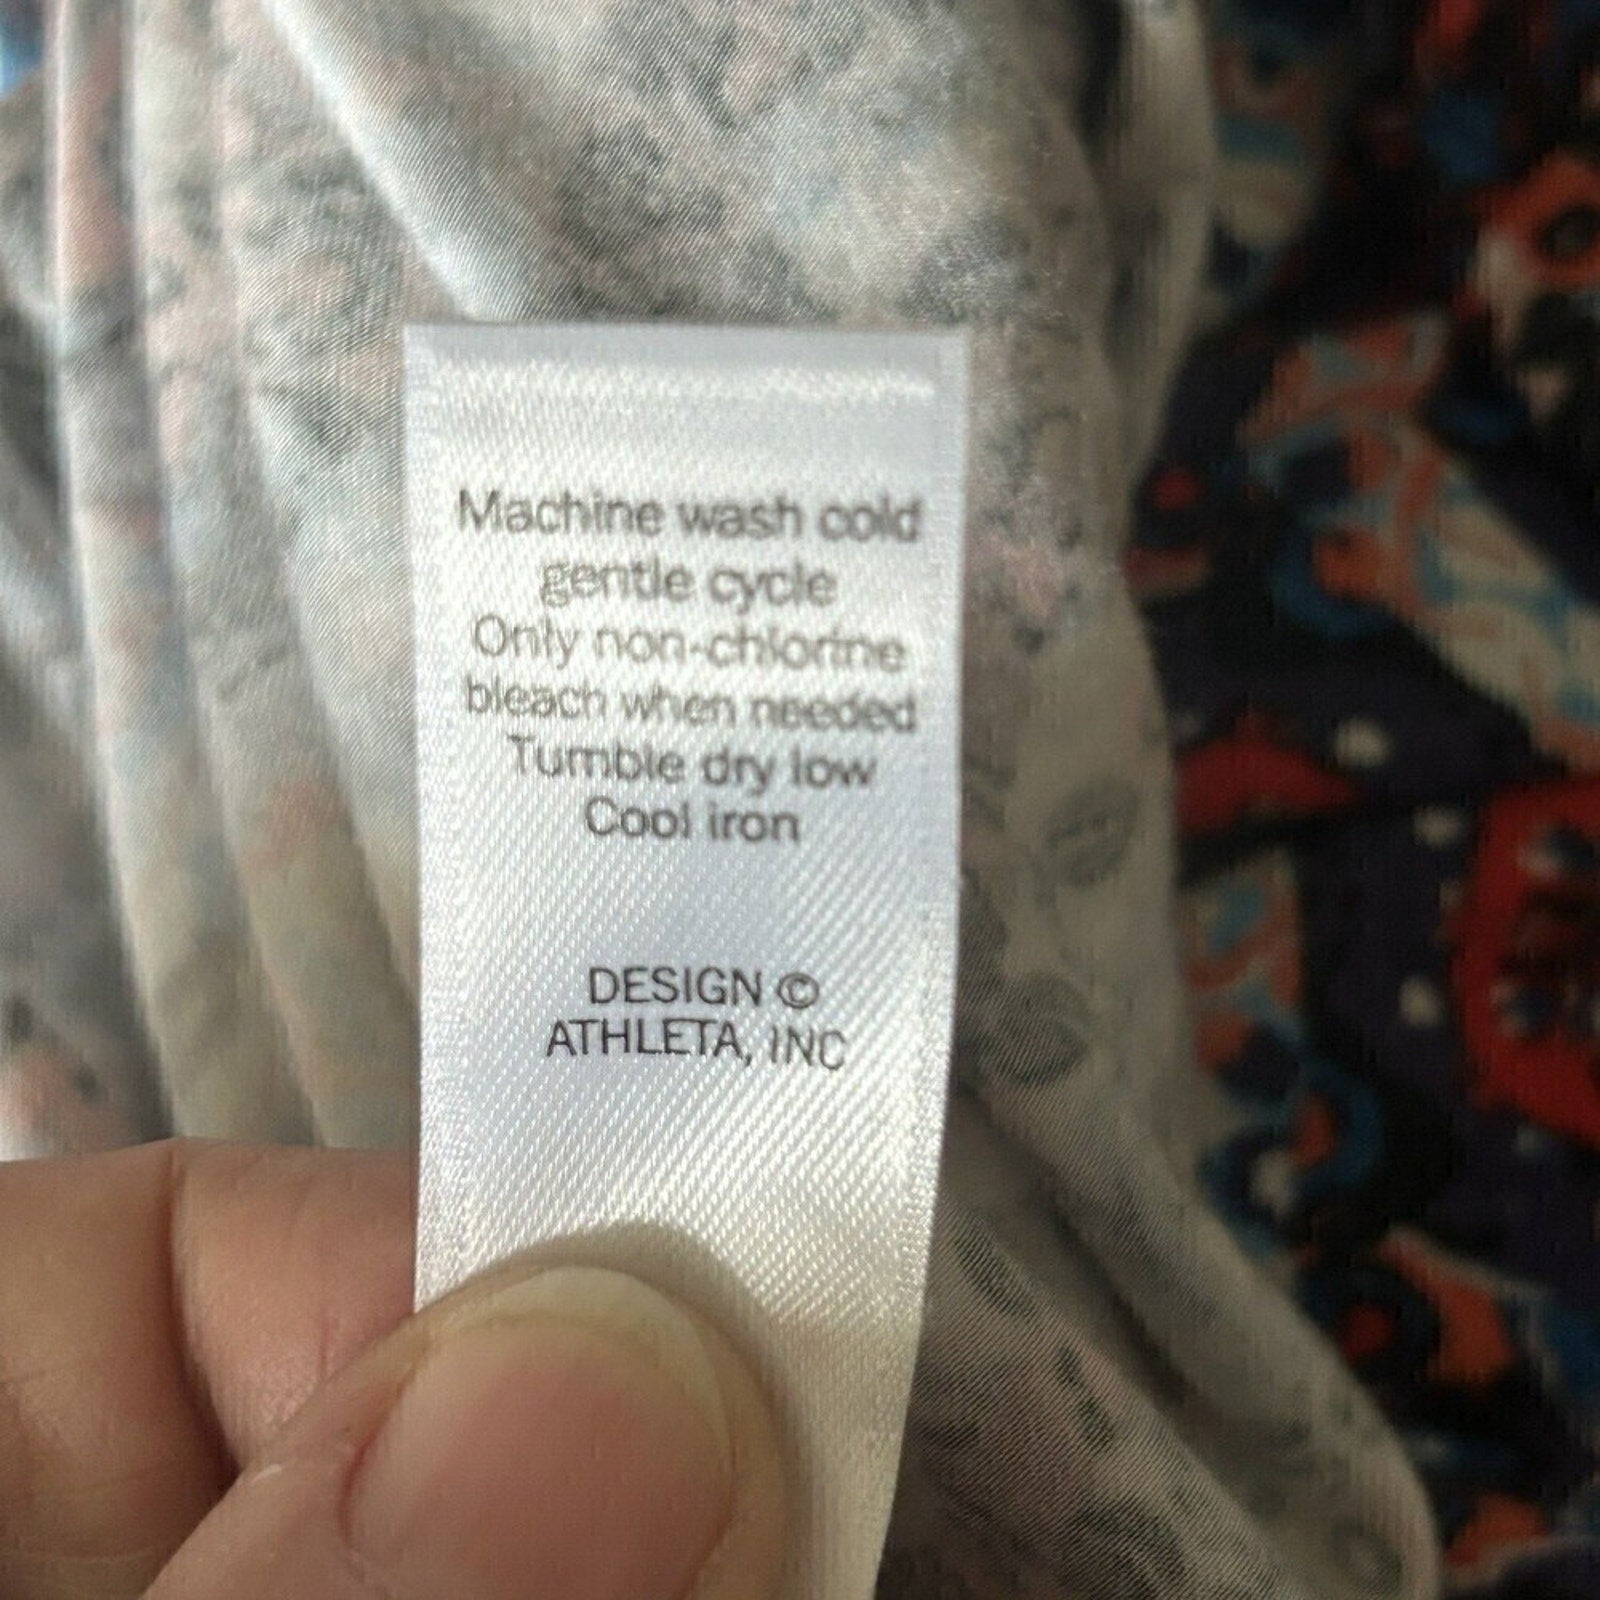 Machine wash cold
gentle cycle
Only non-chlorine
bleach when needed
Tumble dry low
Cool iron
DESIGN ©
ATHLETA, INC